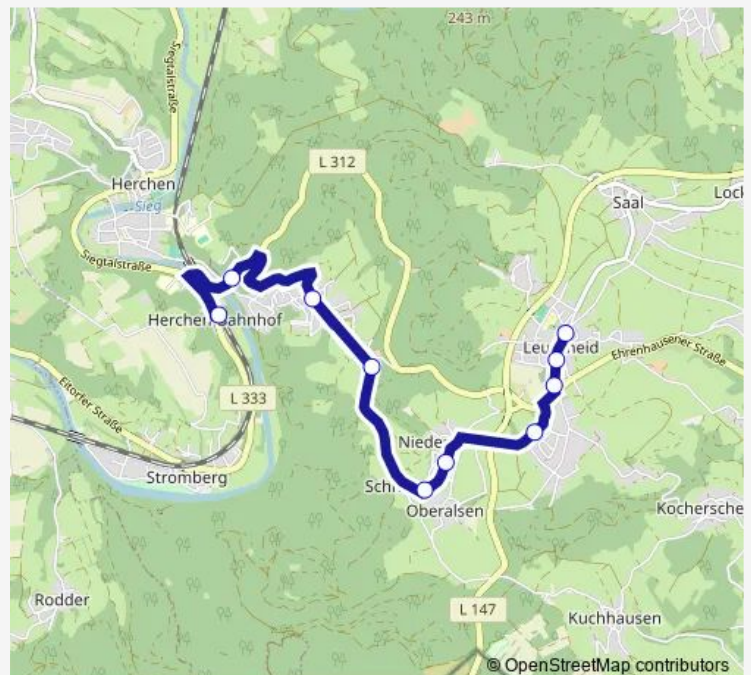 243 m
Siegtalstraße
L 312
Herchen
Sieg
Saal
Lock
Siegtalstraße
Herchen Bahnhof
Ehrenhausener Straße
L 333
Eitorfer Straße
Stromberg
Oberalsen
Kochersche
Rodder
L 147
Kuchhausen
© OpenStreetMap contributors